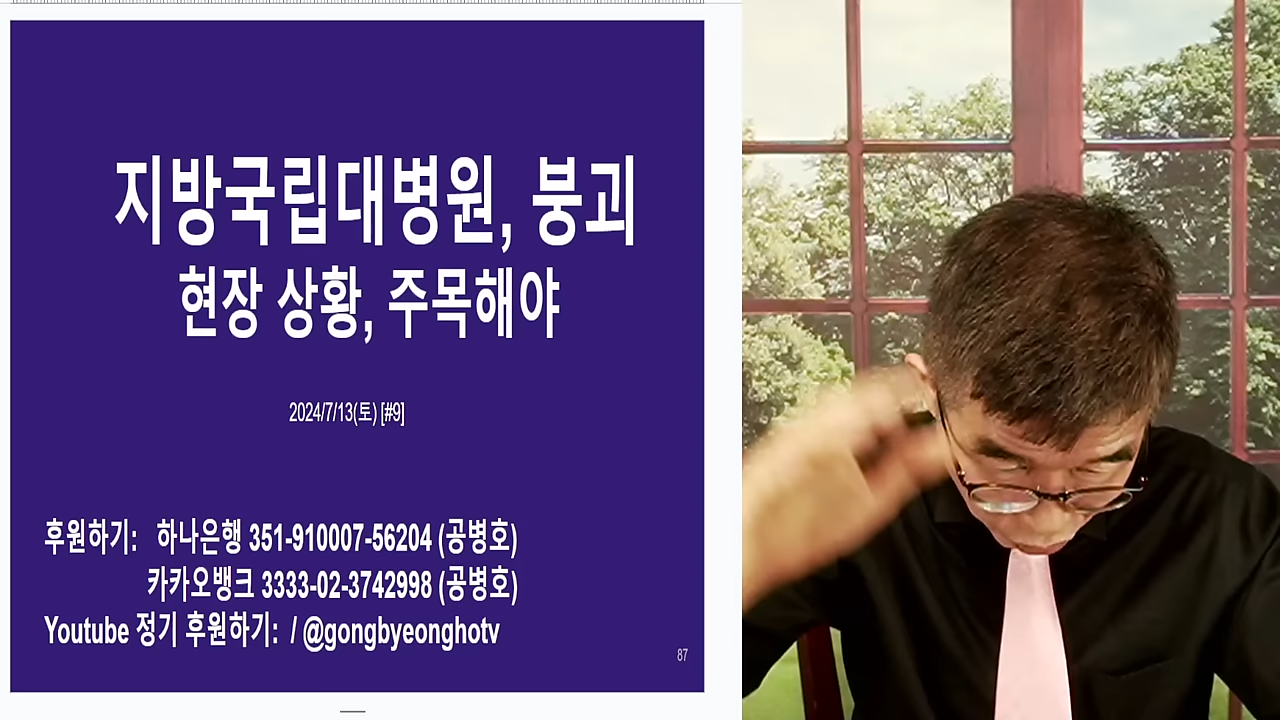 지방국립대병원, 붕괴
현장 상황, 주목해야
2024/7/13(토) [#9]
후원하기: 하나은행 351-910007-56204 (공병호)
카카오뱅크 3333-02-3742998 (공병호)
Youtube 정기 후원하기: / @gongbyeonghotv
87